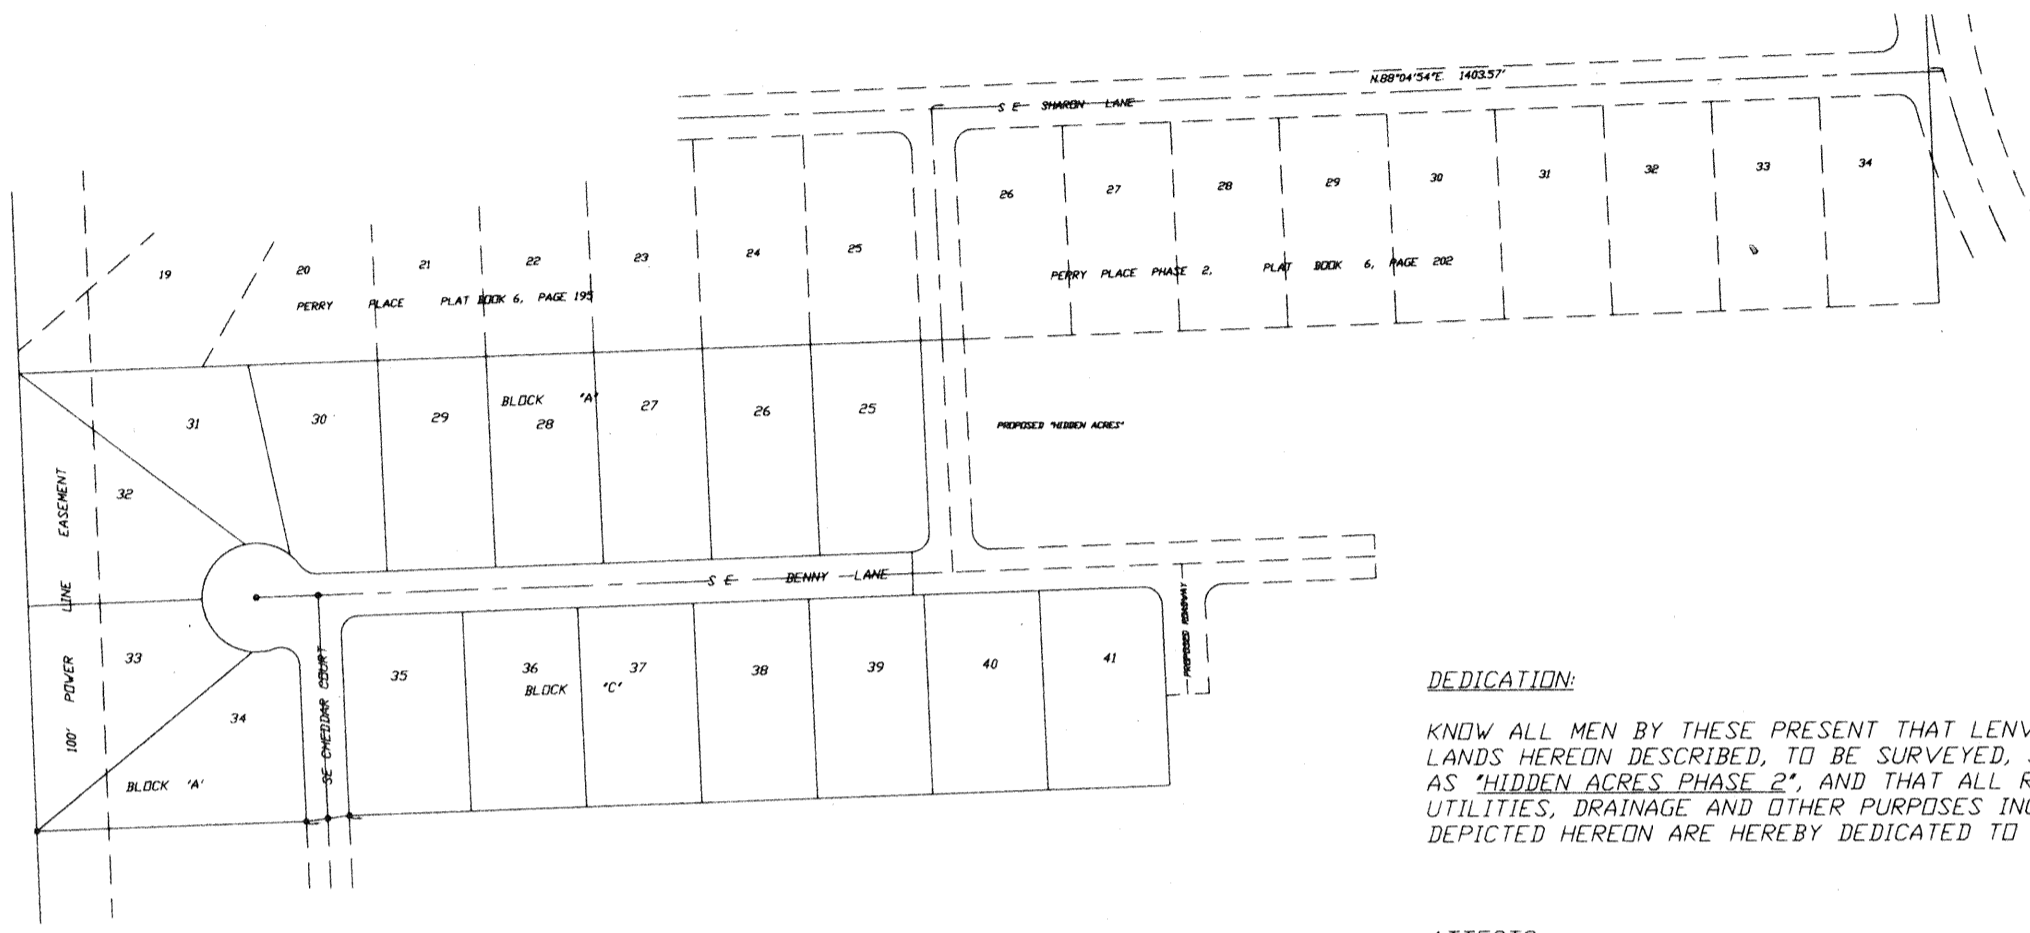 N.88°04'54"E. 1403.57'
S E SHARON LANE
26 27 28 29 30 31 32 33 34
19 20 21 22 23 24 25
PERRY PLACE PHASE 2, PLAT BOOK 6, PAGE 202
PERRY PLACE PLAT BOOK 6, PAGE 195
BLOCK "A"
31 30 29 28 27 26 25
PROPOSED "HIDDEN ACRES"
32
100' POWER LINE EASEMENT
S E BENNY LANE
PROPOSED ROADWAY
33
34
BLOCK 'A'
SE CHEDDAR COURT
35 36 37 38 39 40 41
BLOCK "C"
DEDICATION:
KNOW ALL MEN BY THESE PRESENT THAT LENV
LANDS HEREON DESCRIBED, TO BE SURVEYED,
AS "HIDDEN ACRES PHASE 2", AND THAT ALL R
UTILITIES, DRAINAGE AND OTHER PURPOSES INC
DEPICTED HEREON ARE HEREBY DEDICATED TO